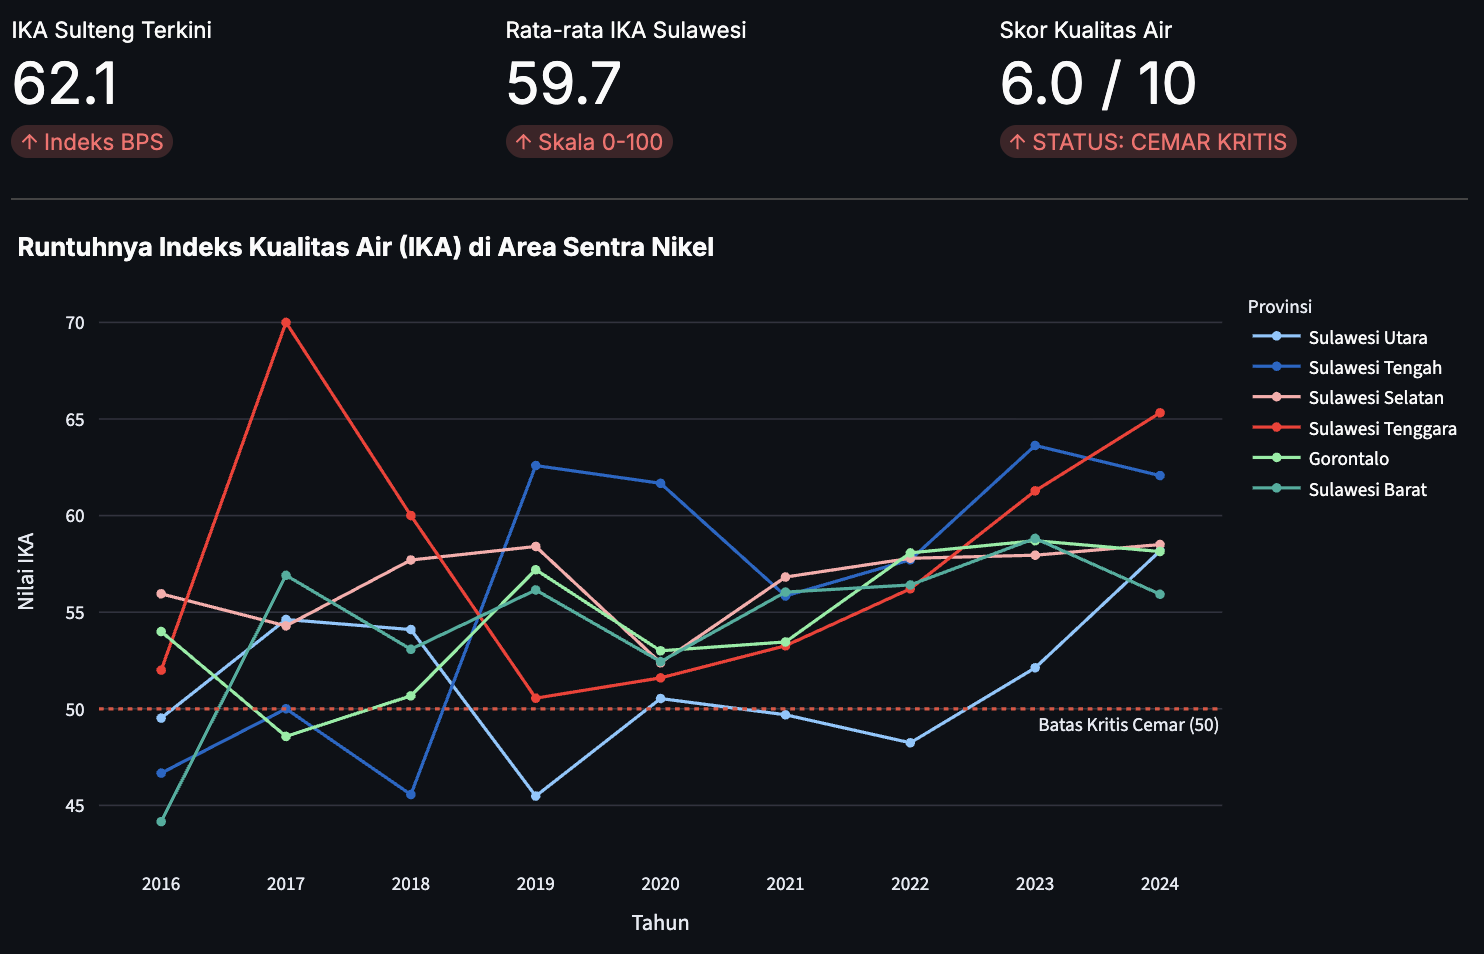 IKA Sulteng Terkini
62.1
↑ Indeks BPS
Rata-rata IKA Sulawesi
59.7
↑ Skala 0-100
Skor Kualitas Air
6.0 / 10
↑ STATUS: CEMAR KRITIS
Runtuhnya Indeks Kualitas Air (IKA) di Area Sentra Nikel
Nilai IKA
70
65
60
55
50
45
Batas Kritis Cemar (50)
2016
2017
2018
2019
2020
2021
2022
2023
2024
Tahun
Provinsi
Sulawesi Utara
Sulawesi Tengah
Sulawesi Selatan
Sulawesi Tenggara
Gorontalo
Sulawesi Barat